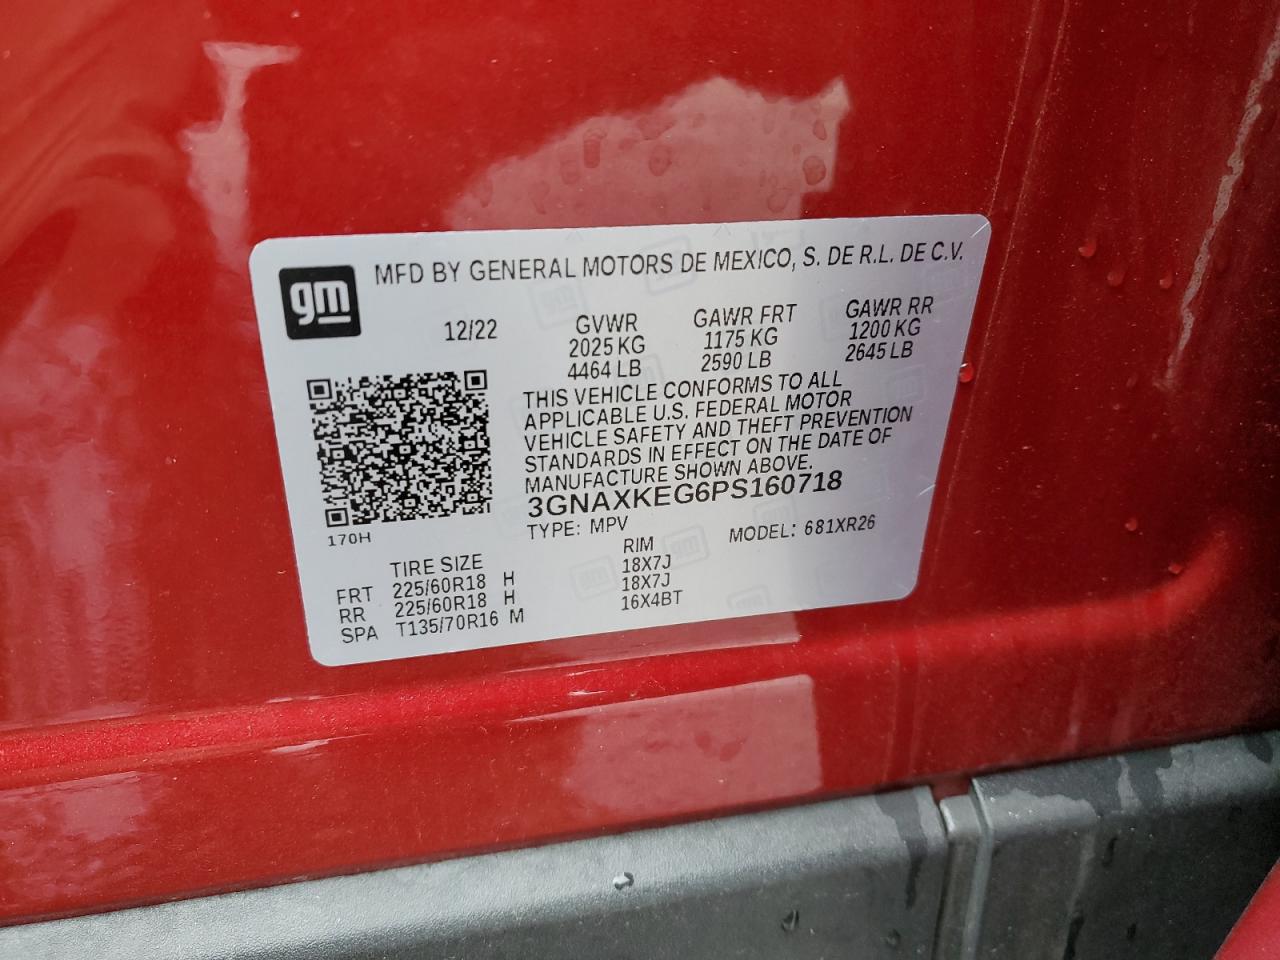 gm
MFD BY GENERAL MOTORS DE MEXICO, S. DE R.L. DE C.V.
12/22 GVWR GAWR FRT GAWR RR
2025 KG 1175 KG 1200 KG
4464 LB 2590 LB 2645 LB
THIS VEHICLE CONFORMS TO ALL
APPLICABLE U.S. FEDERAL MOTOR
VEHICLE SAFETY AND THEFT PREVENTION
STANDARDS IN EFFECT ON THE DATE OF
MANUFACTURE SHOWN ABOVE.
3GNAXKEG6PS160718
TYPE: MPV MODEL: 681XR26
170H
TIRE SIZE RIM
FRT 225/60R18 H 18X7J
RR 225/60R18 H 18X7J
SPA T135/70R16 M 16X4BT